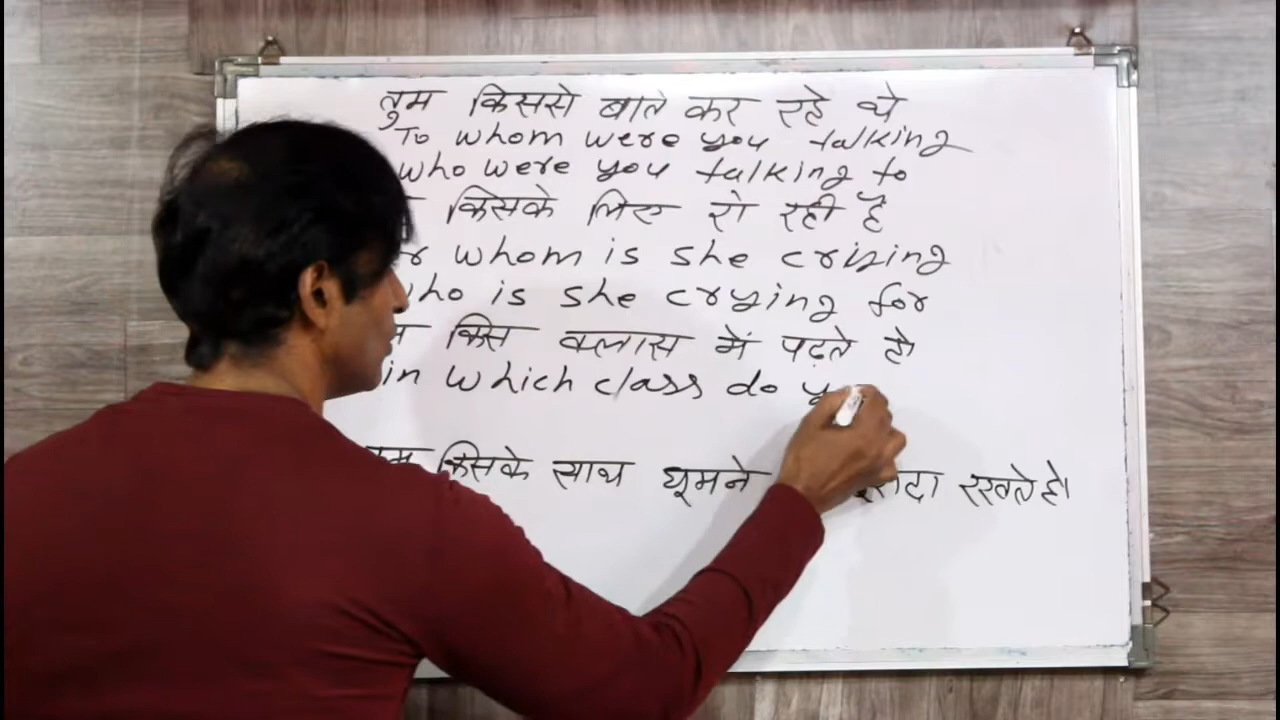 तुम किससे बाते कर रहे थे
To whom were you talking
who were you talking to
किसके लिए रो रही है
whom is she crying
who is she crying for
किस क्लास में पढ़ते हो
in which class do
तुम किसके साथ घूमने इरादा रखते हो।